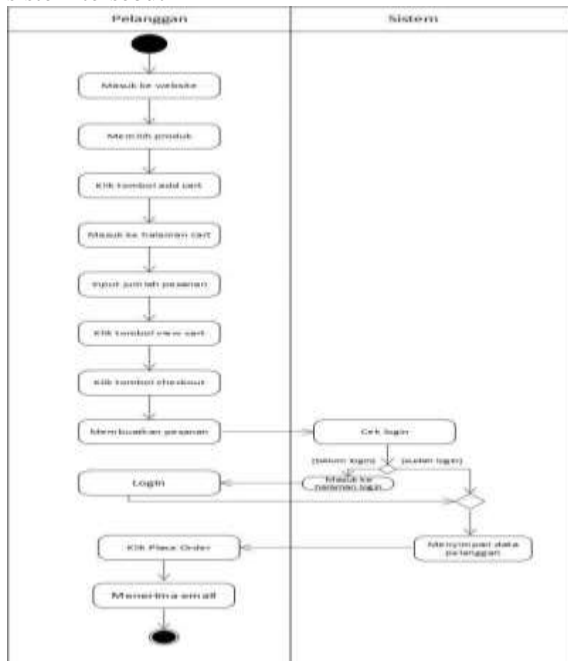 Pelanggan
Sistem
Masuk ke website
Memilih produk
Klik tombol add cart
Masuk ke halaman cart
Input jumlah pesanan
Klik tombol view cart
Klik tombol checkout
Membuatkan pesanan
Cek login
[belum login]
[sudah login]
Masuk ke
halaman login
Login
Menyimpan data
pelanggan
Klik Place Order
Menerima email